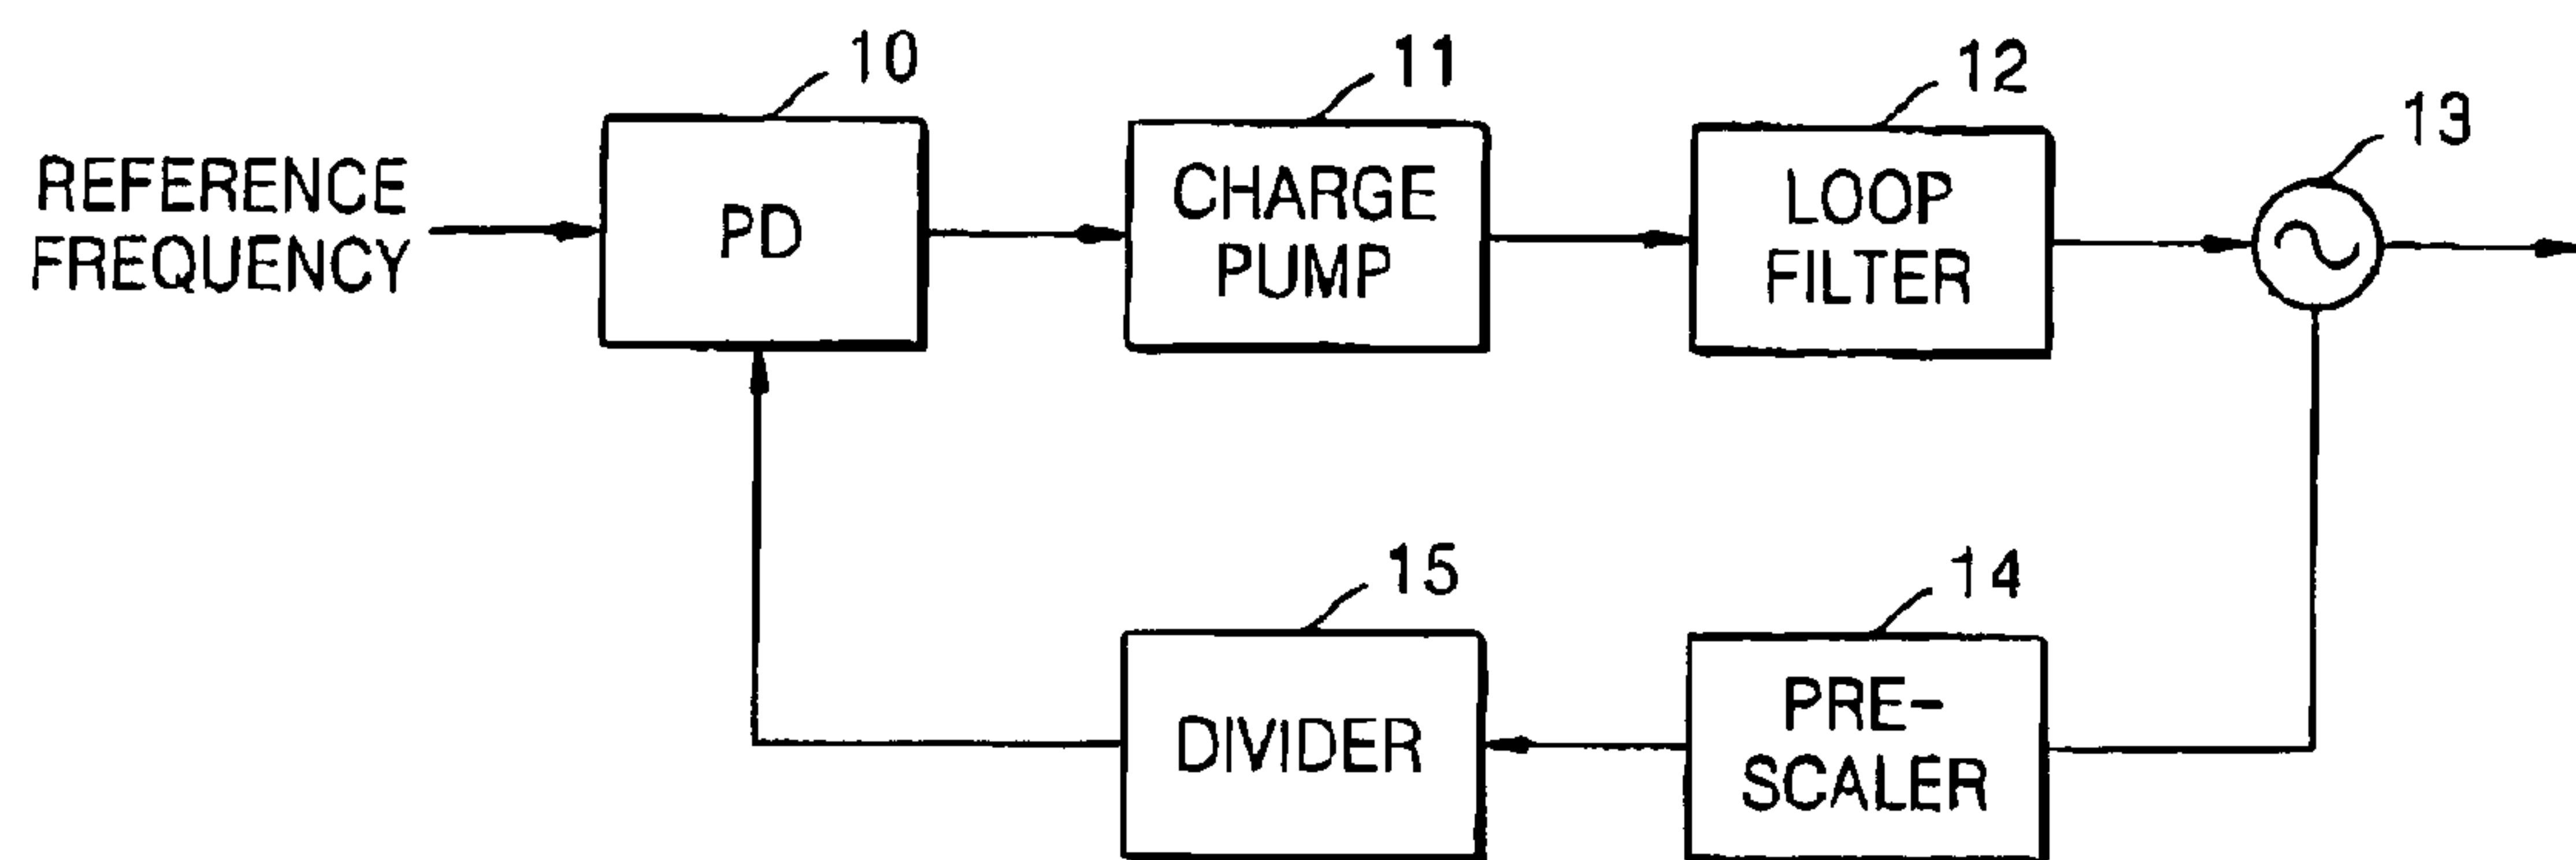 10
11
12
13
REFERENCE
FREQUENCY
PD
CHARGE
PUMP
LOOP
FILTER
15
14
DIVIDER
PRE-
SCALER